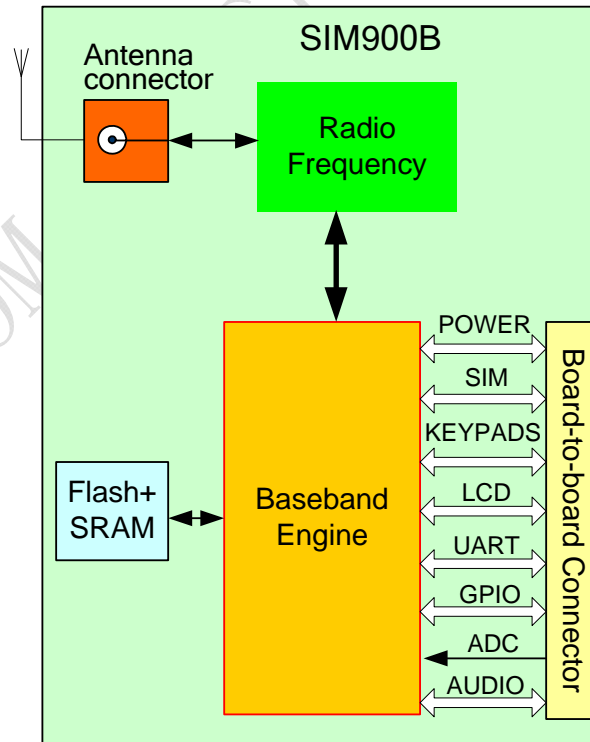 SIM900B
Antenna
connector
Radio
Frequency
POWER
SIM
KEYPADS
LCD
UART
GPIO
ADC
AUDIO
Board-to-board Connector
Flash+
SRAM
Baseband
Engine